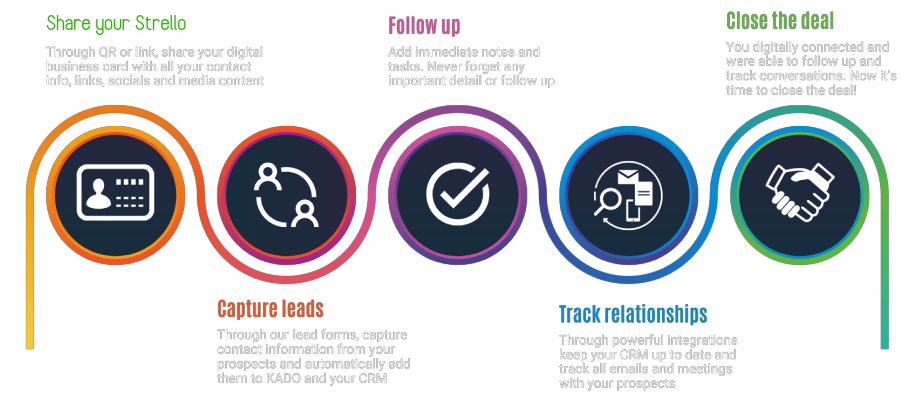 Share your Strello
Through QR or link, share your digital
business card with all your contact
info, links, socials and media content
Capture leads
Through our lead forms, capture
contact information from your
prospects and automatically add
them to KADO and your CRM
Follow up
Add immediate notes and
tasks. Never forget any
important detail or follow up
Track relationships
Through powerful integrations
keep your CRM up to date and
track all emails and meetings
with your prospects
Close the deal
You digitally connected and
were able to follow up and
track conversations. Now it's
time to close the deal!